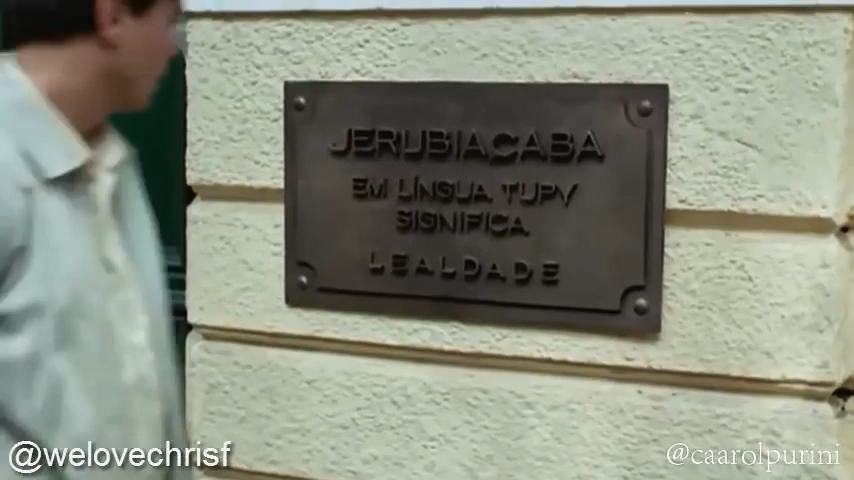 JERUBIAÇABA
EM LÍNGUA TUPY
SIGNIFICA
LEALDADE
@welovechrisf
@caarolpurini